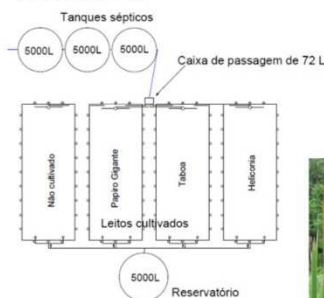 Tanques sépticos
5000L 5000L 5000L
Caixa de passagem de 72 L
Não cultivado
Papiro Gigante
Taboa
Heliconia
Leitos cultivados
5000L
Reservatório